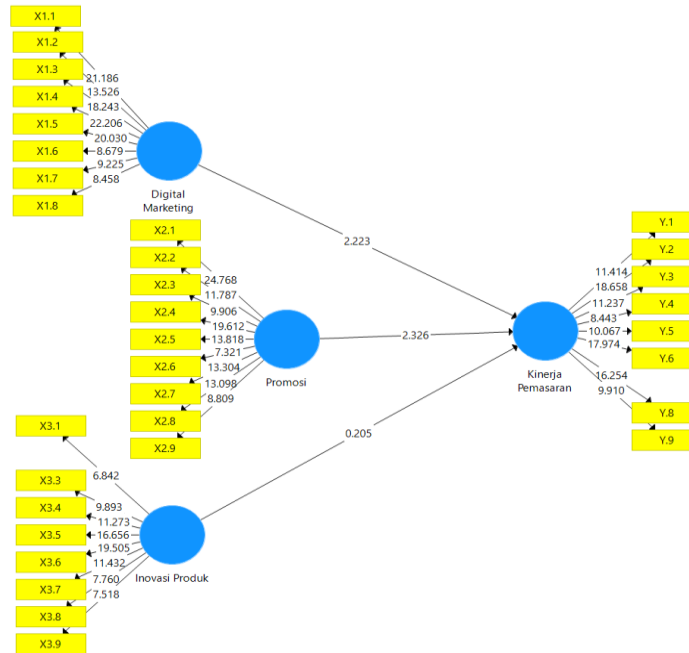 X1.1
X1.2
X1.3
X1.4
X1.5
X1.6
X1.7
X1.8
21.186
13.526
18.243
22.206
20.030
8.679
9.225
8.458
Digital
Marketing
2.223
X2.1
X2.2
X2.3
X2.4
X2.5
X2.6
X2.7
X2.8
X2.9
24.768
11.787
9.906
19.612
13.818
7.321
13.304
13.098
8.809
Promosi
2.326
X3.1
X3.3
X3.4
X3.5
X3.6
X3.7
X3.8
X3.9
6.842
9.893
11.273
16.656
19.505
11.432
7.760
7.518
Inovasi Produk
0.205
Kinerja
Pemasaran
11.414
18.658
11.237
8.443
10.067
17.974
16.254
9.910
Y.1
Y.2
Y.3
Y.4
Y.5
Y.6
Y.8
Y.9